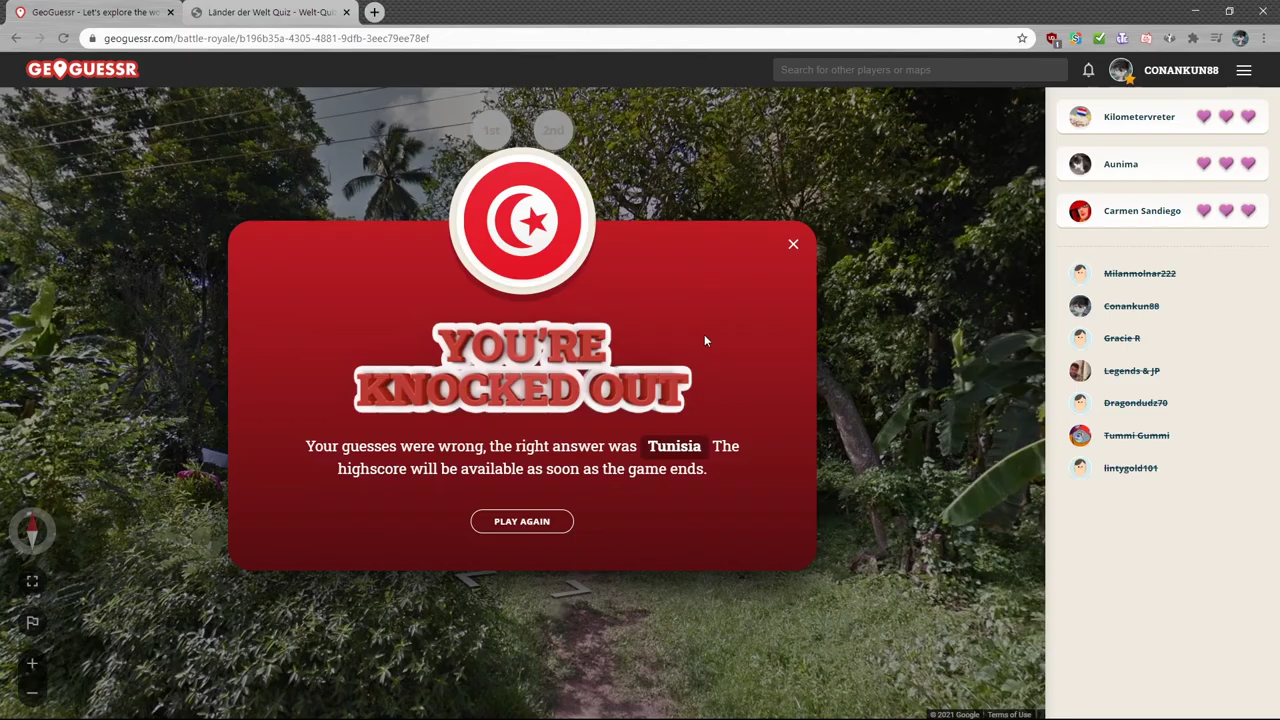 GeoGuessr - Let's explore the wo
Länder der Welt Quiz - Welt-Quiz
geoguessr.com/battle-royale/b196b35a-4305-4881-9dfb-3eec79ee78ef
GEOGUESSR
Search for other players or maps
CONANKUN88
1st
2nd
YOU'RE
KNOCKED OUT
Your guesses were wrong, the right answer was Tunisia The
highscore will be available as soon as the game ends.
PLAY AGAIN
Kilometervreter
Aunima
Carmen Sandiego
Milanmolnar222
Conankun88
Gracie R
Legends & JP
Dragondudz70
Tummi Gummi
lintygold101
© 2021 Google
Terms of Use